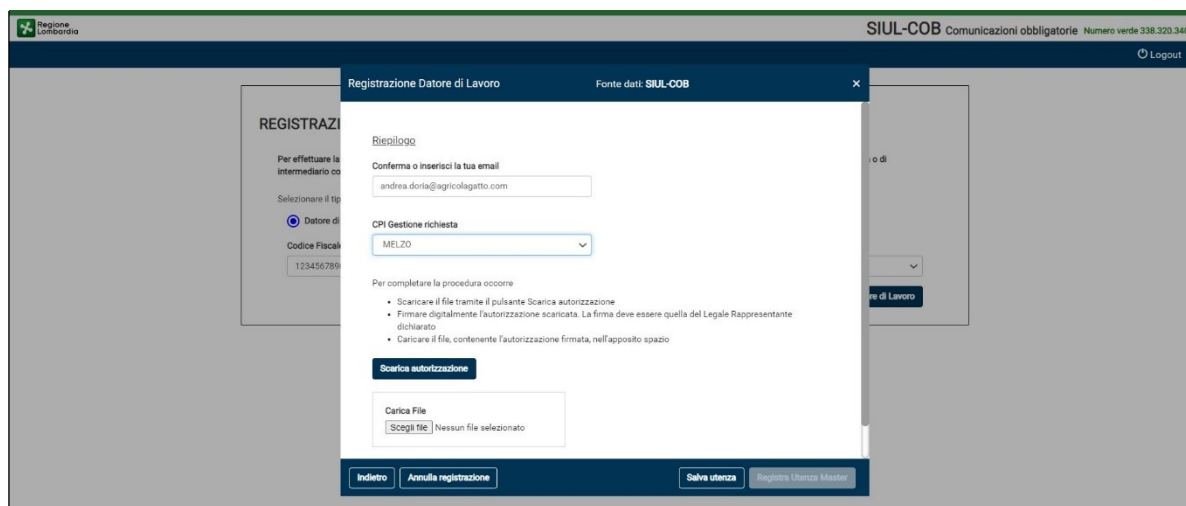 Regione
Lombardia
SIUL-COB Comunicazioni obbligatorie Numero verde 338.320.340
Logout
Registrazione Datore di Lavoro
Fonte dati: SIUL-COB
×
REGISTRAZI
Per effettuare la
o di
intermediario co
Selezionare il tip
Datore di
Codice Fiscale
123456789
re di Lavoro
Riepilogo
Conferma o inserisci la tua email
andrea.doria@agricolagatto.com
CPI Gestione richiesta
MELZO
Per completare la procedura occorre
• Scaricare il file tramite il pulsante Scarica autorizzazione
• Firmare digitalmente l'autorizzazione scaricata. La firma deve essere quella del Legale Rappresentante
dichiarato
• Caricare il file, contenente l'autorizzazione firmata, nell'apposito spazio
Scarica autorizzazione
Carica File
Scegli file Nessun file selezionato
Indietro
Annulla registrazione
Salva utenza
Registra Utenza Master